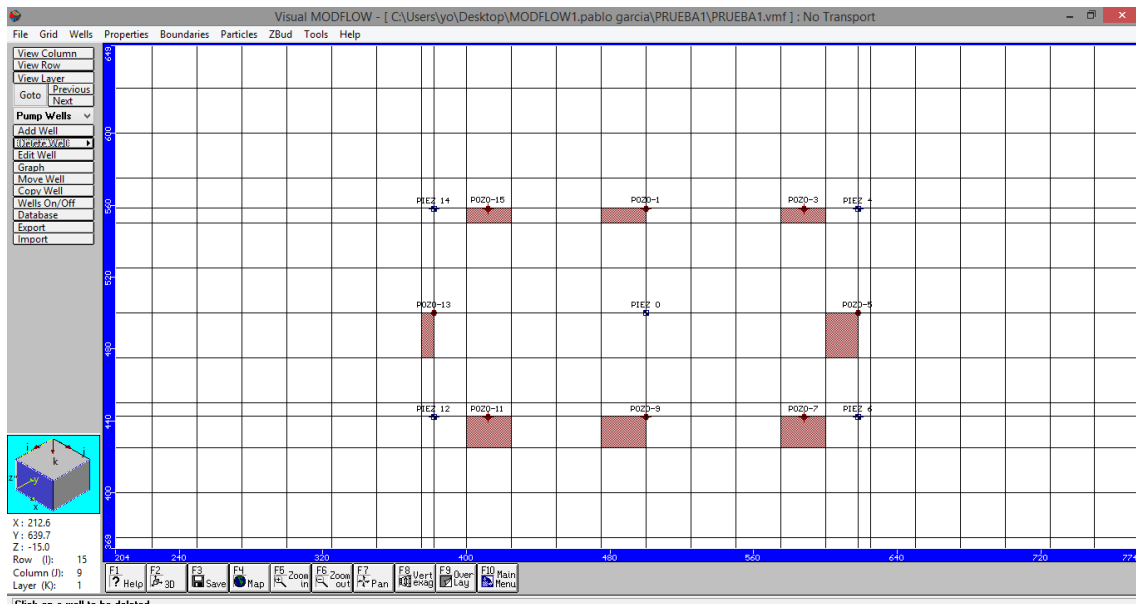 Visual MODFLOW - [ C:\Users\yo\Desktop\MODFLOW1.pablo garcia\PRUEBA1\PRUEBA1.vmf ] : No Transport
File Grid Wells Properties Boundaries Particles ZBud Tools Help
View Column
View Row
View Layer
Goto Previous
Next
Pump Wells
Add Well
Delete Well
Edit Well
Graph
Move Well
Copy Well
Wells On/Off
Database
Export
Import
649
600
560
520
480
440
400
369
PIEZ 14 POZO-15 POZO-1 POZO-3 PIEZ 4
POZO-13 PIEZ 0 POZO-5
PIEZ 12 POZO-11 POZO-9 POZO-7 PIEZ 6
204 240 320 400 480 560 640 720 774
i j
k
z
y
x
X : 212.6
Y : 639.7
Z : -15.0
Row (I): 15
Column (J): 9
Layer (K): 1
F1 ? Help F2 3D F3 Save F4 Map F5 Zoom in F6 Zoom out F7 Pan F8 Vert exag F9 Over Lay F10 Main Menu
Click on a well to be deleted